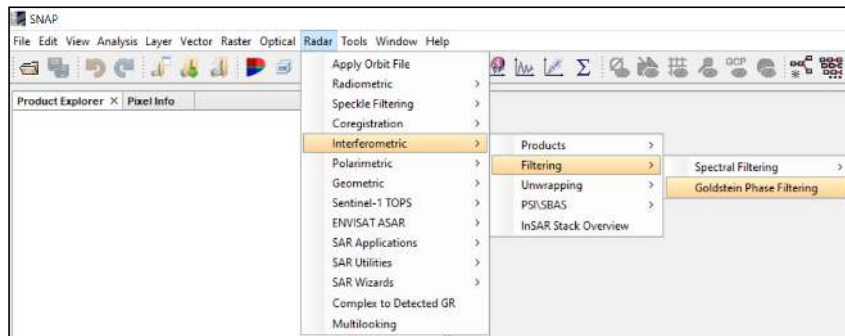 SNAP
File Edit View Analysis Layer Vector Raster Optical Radar Tools Window Help
GCP
Product Explorer × Pixel Info
Apply Orbit File
Radiometric
Speckle Filtering
Coregistration
Interferometric
Polarimetric
Geometric
Sentinel-1 TOPS
ENVISAT ASAR
SAR Applications
SAR Utilities
SAR Wizards
Complex to Detected GR
Multilooking
Products
Filtering
Unwrapping
PSI\SBAS
InSAR Stack Overview
Spectral Filtering
Goldstein Phase Filtering